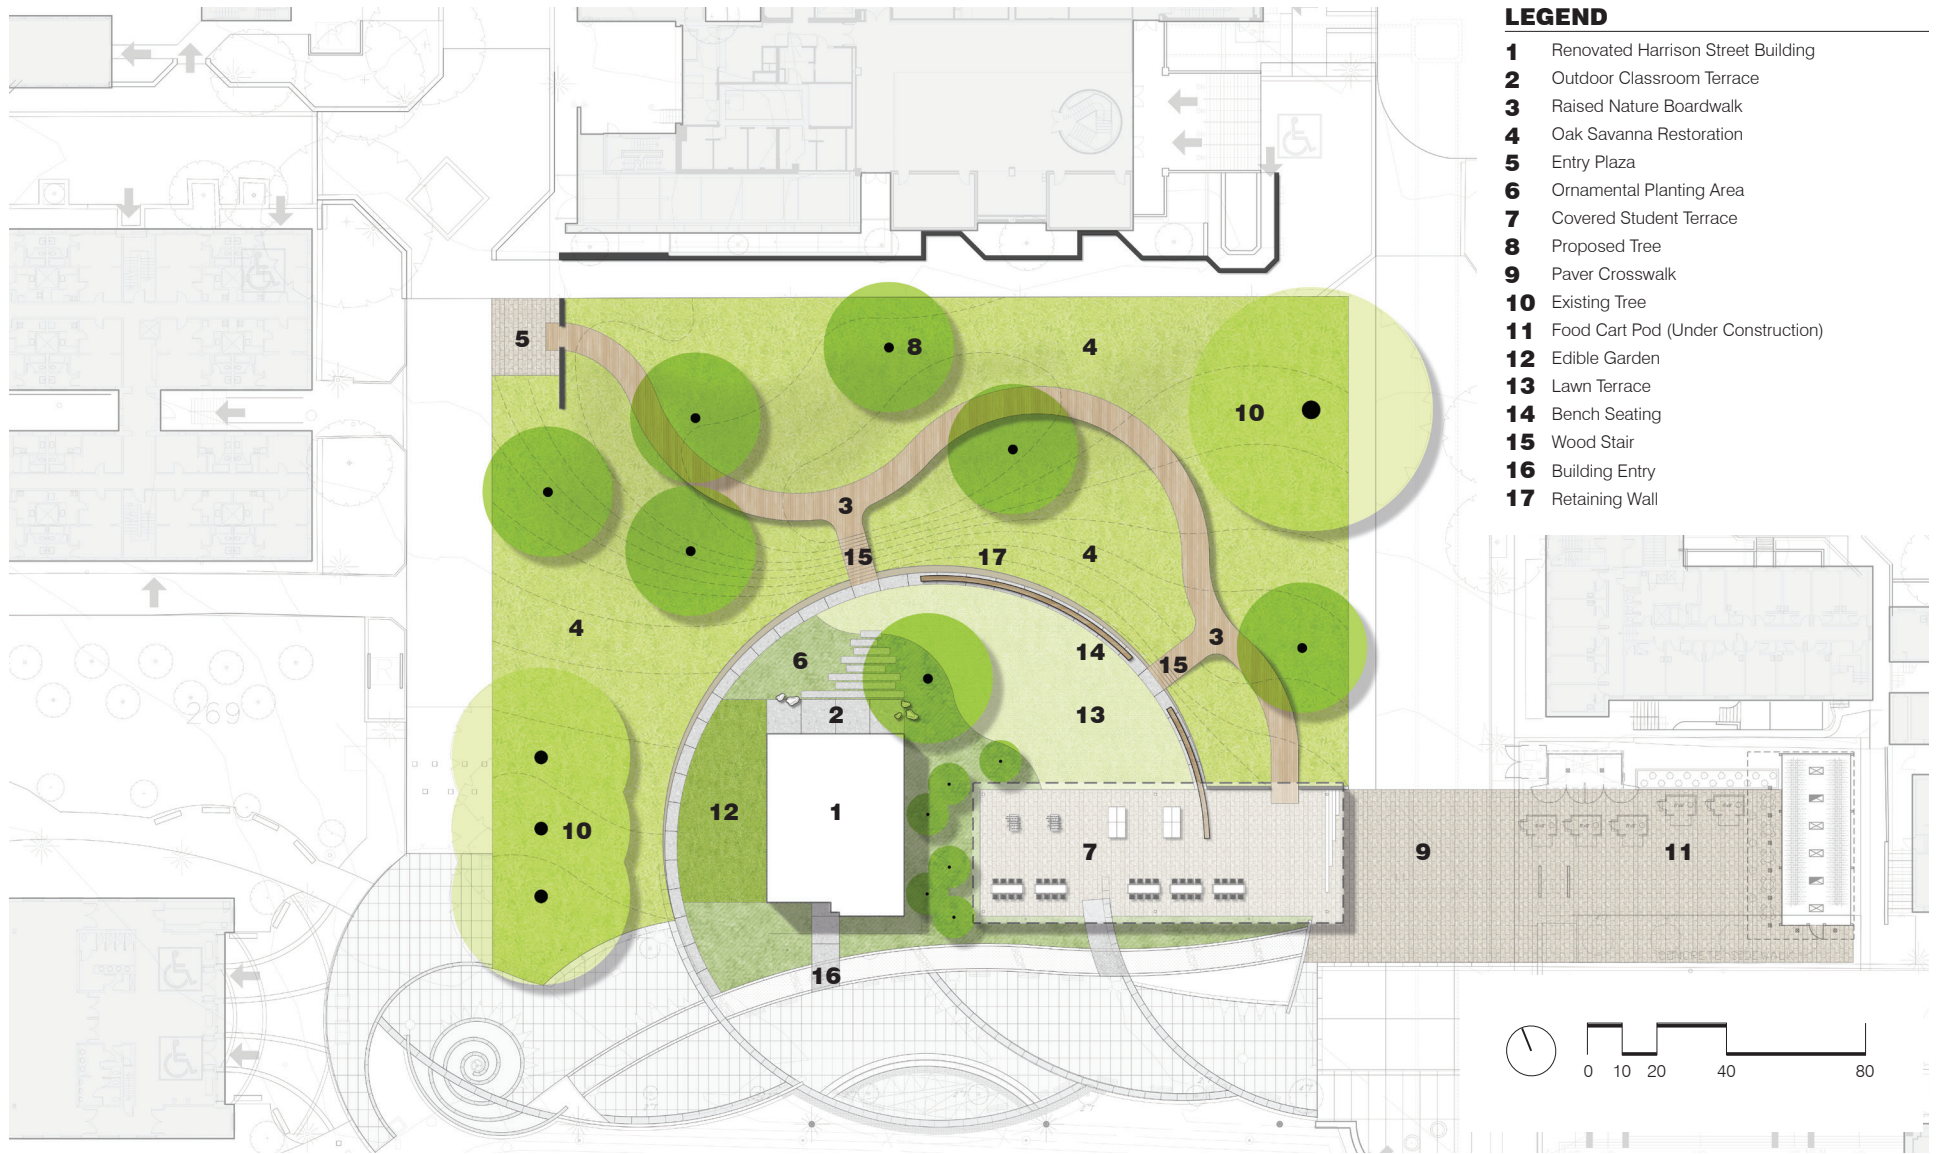 LEGEND
1 Renovated Harrison Street Building
2 Outdoor Classroom Terrace
3 Raised Nature Boardwalk
4 Oak Savanna Restoration
5 Entry Plaza
6 Ornamental Planting Area
7 Covered Student Terrace
8 Proposed Tree
9 Paver Crosswalk
10 Existing Tree
11 Food Cart Pod (Under Construction)
12 Edible Garden
13 Lawn Terrace
14 Bench Seating
15 Wood Stair
16 Building Entry
17 Retaining Wall
5
8
4
10
3
15
17
4
4
3
6
14
15
2
13
269
12
1
10
7
9
11
CONCRETE SIDEWALK
16
0 10 20 40 80